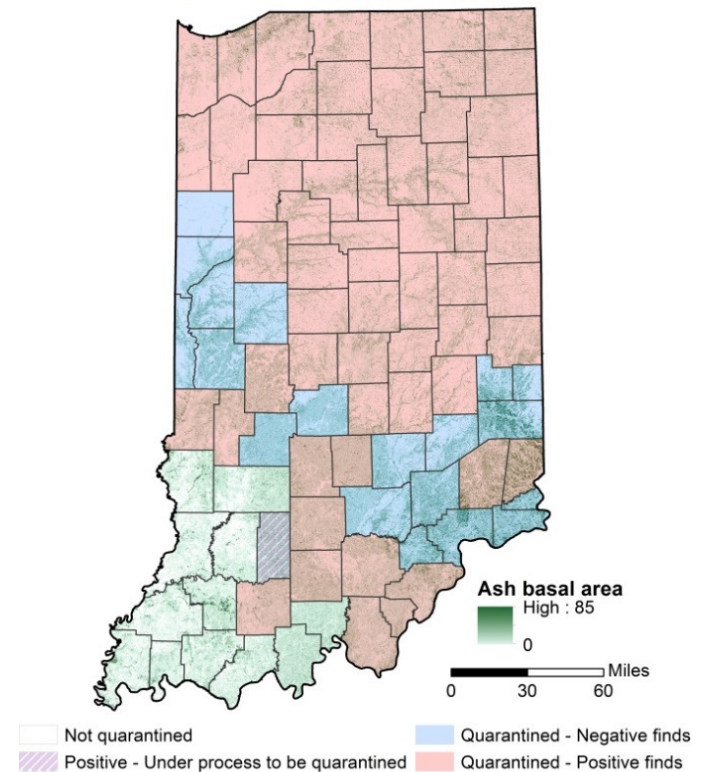 Ash basal area
High : 85
0
Miles
0 30 60
Not quarantined
Quarantined - Negative finds
Positive - Under process to be quarantined
Quarantined - Positive finds